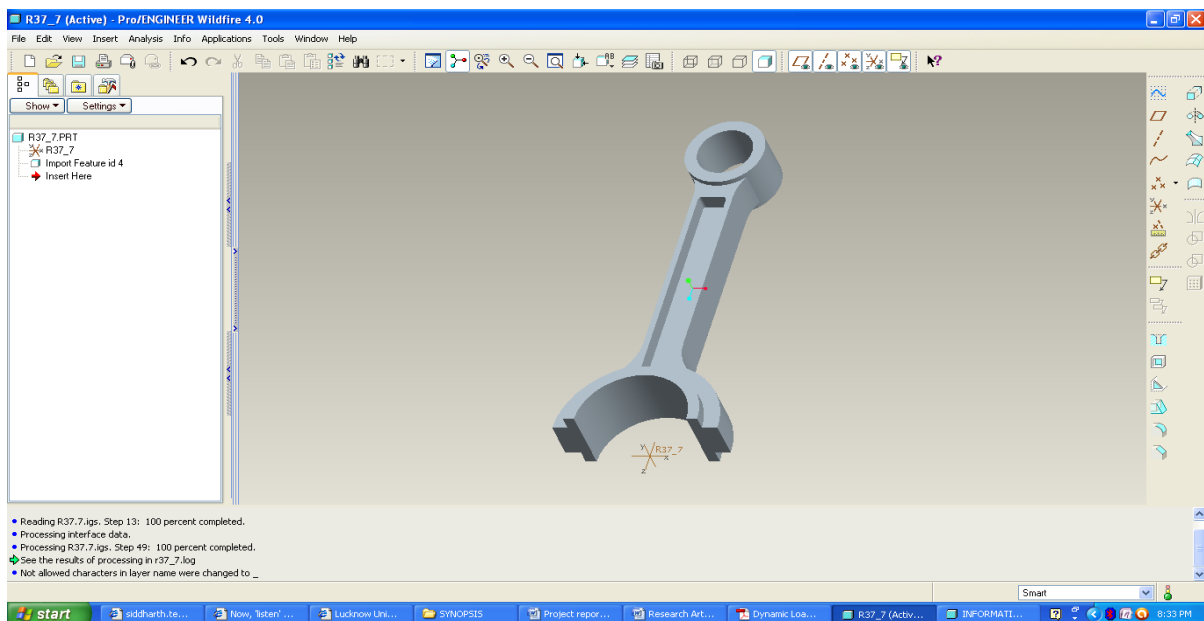 R37_7 (Active) - Pro/ENGINEER Wildfire 4.0
File Edit View Insert Analysis Info Applications Tools Window Help
Show Settings
R37_7.PRT
R37_7
Import Feature id 4
Insert Here
Y R37_7
X
Z
• Reading R37.7.igs. Step 13: 100 percent completed.
• Processing interface data.
• Processing R37.7.igs. Step 49: 100 percent completed.
See the results of processing in r37_7.log
• Not allowed characters in layer name were changed to _
Smart
start siddharth.te... Now, 'listen' ... Lucknow Uni... SYNOPSIS Project repor... Research Art... Dynamic Loa... R37_7 (Activ... INFORMATI... 8:33 PM